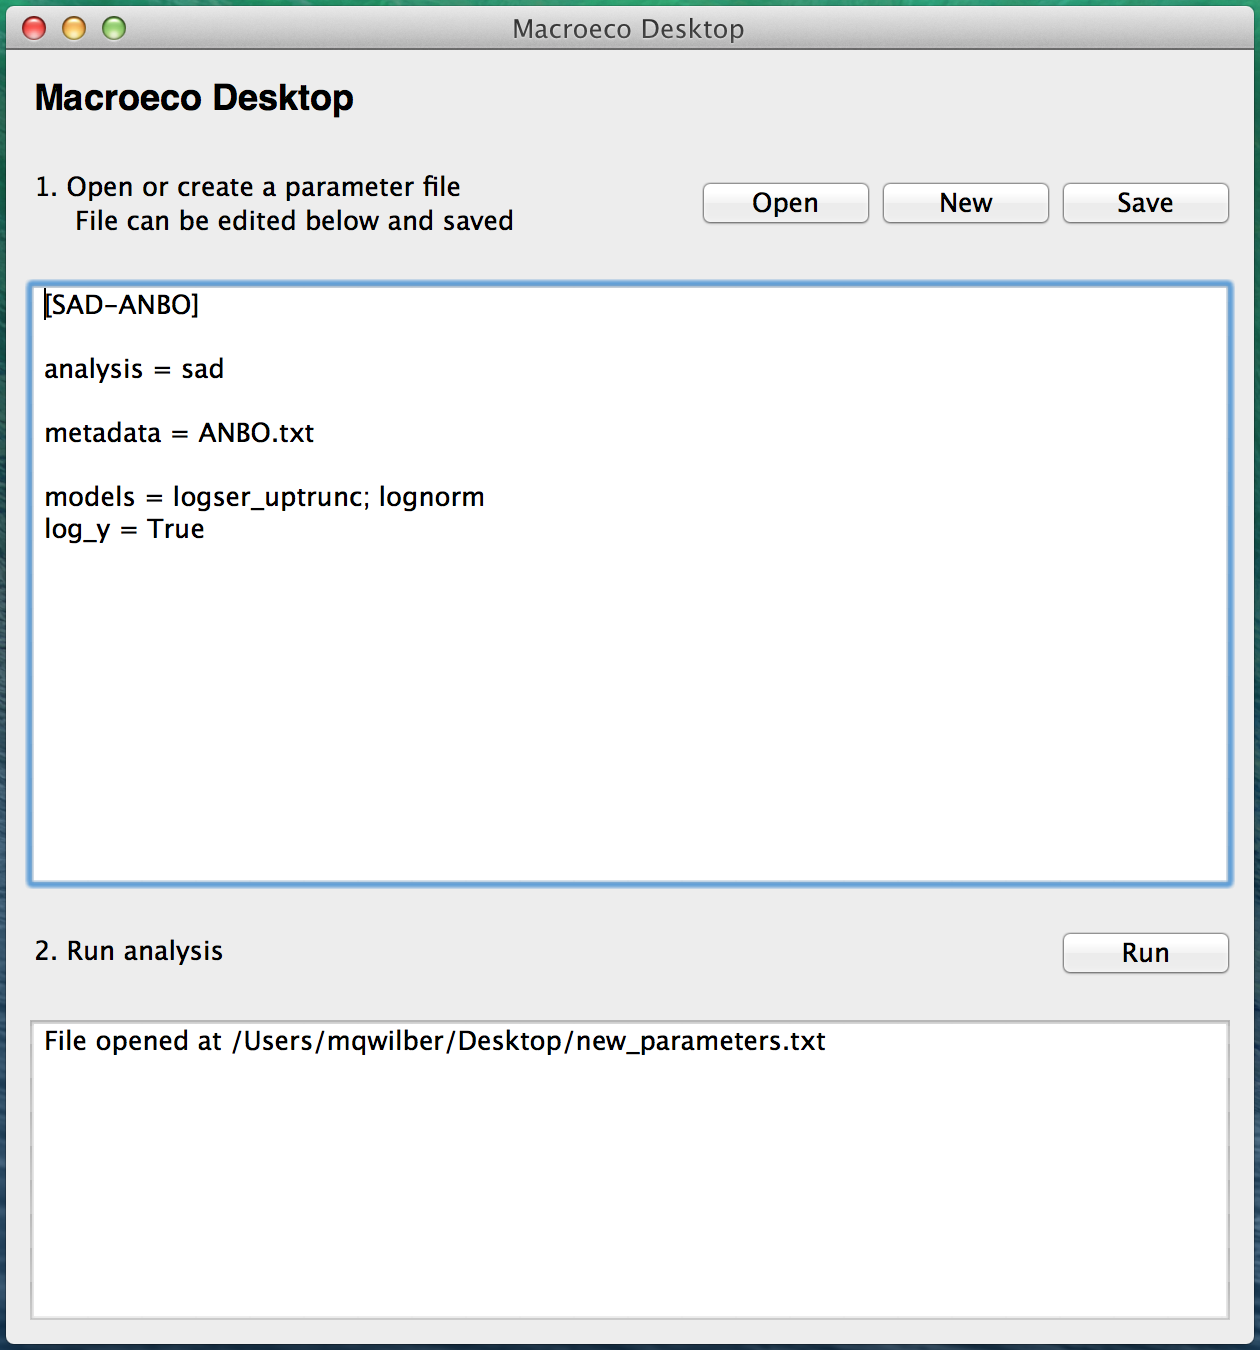 Macroeco Desktop
Macroeco Desktop
1. Open or create a parameter file
File can be edited below and saved
Open
New
Save
[SAD-ANBO]
analysis = sad
metadata = ANBO.txt
models = logser_uptrunc; lognorm
log_y = True
2. Run analysis
Run
File opened at /Users/mqwilber/Desktop/new_parameters.txt